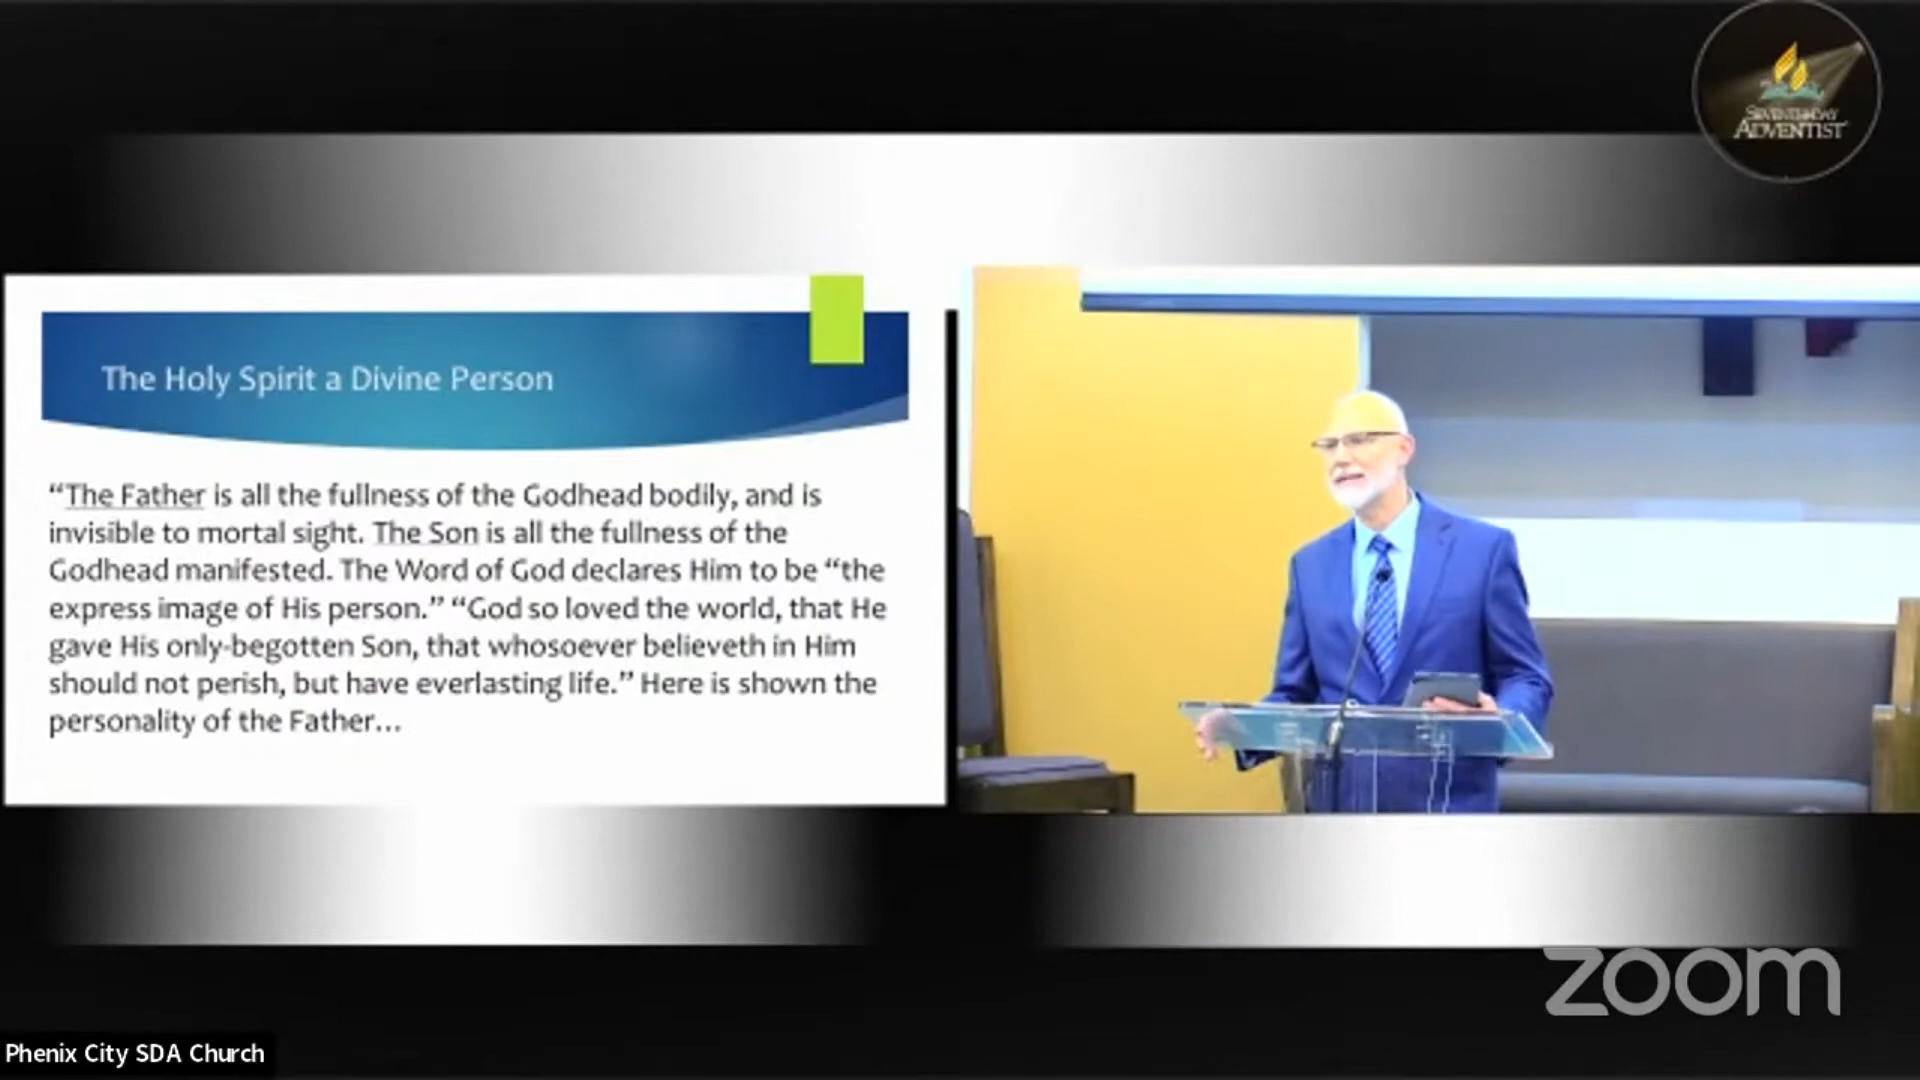 SEVENTH-DAY
ADVENTIST
The Holy Spirit a Divine Person
“The Father is all the fullness of the Godhead bodily, and is
invisible to mortal sight. The Son is all the fullness of the
Godhead manifested. The Word of God declares Him to be “the
express image of His person.” “God so loved the world, that He
gave His only-begotten Son, that whosoever believeth in Him
should not perish, but have everlasting life.” Here is shown the
personality of the Father...
zoom
Phenix City SDA Church